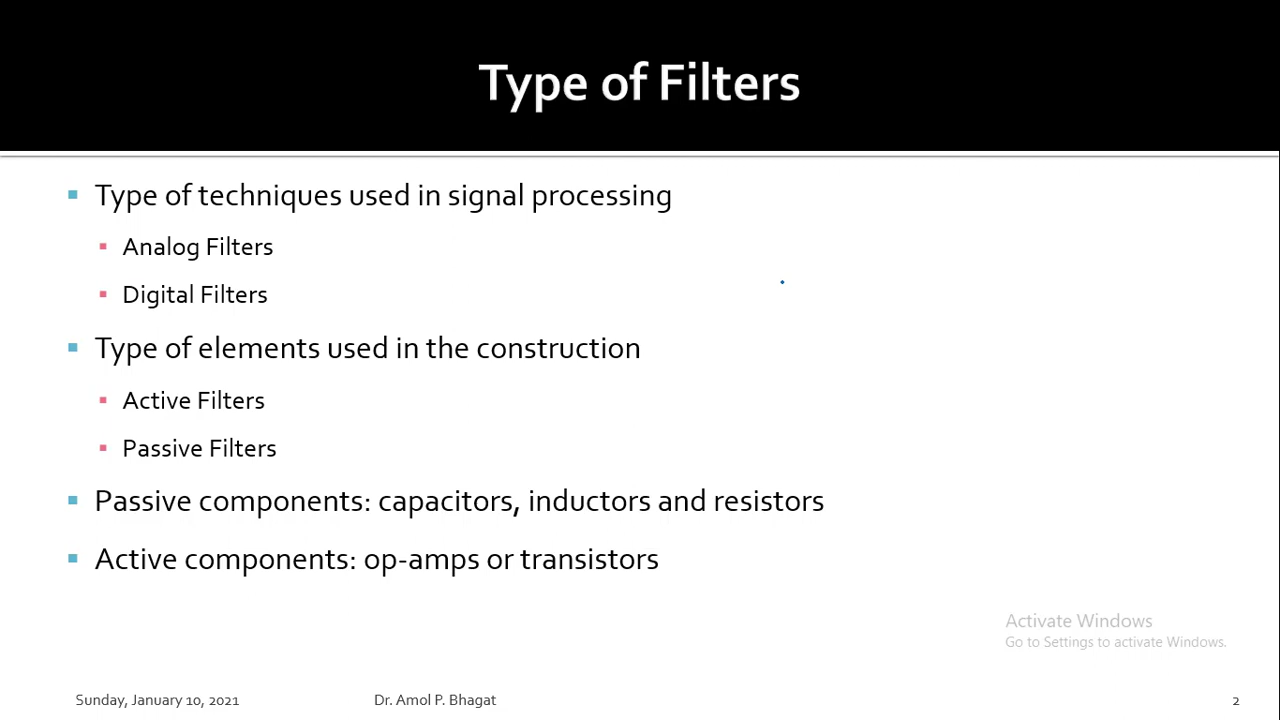 Type of Filters
Type of techniques used in signal processing
Analog Filters
Digital Filters
Type of elements used in the construction
Active Filters
Passive Filters
Passive components: capacitors, inductors and resistors
Active components: op-amps or transistors
Activate Windows
Go to Settings to activate Windows.
Sunday, January 10, 2021
Dr. Amol P. Bhagat
2